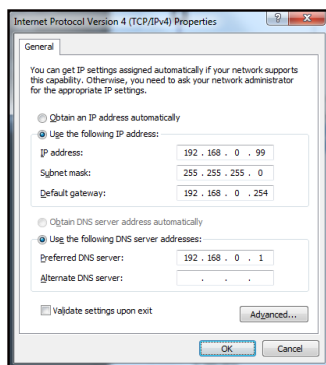 Internet Protocol Version 4 (TCP/IPv4) Properties
General
You can get IP settings assigned automatically if your network supports
this capability. Otherwise, you need to ask your network administrator
for the appropriate IP settings.
Obtain an IP address automatically
Use the following IP address:
IP address: 192 . 168 . 0 . 99
Subnet mask: 255 . 255 . 255 . 0
Default gateway: 192 . 168 . 0 . 254
Obtain DNS server address automatically
Use the following DNS server addresses:
Preferred DNS server: 192 . 168 . 0 . 1
Alternate DNS server: . . .
Validate settings upon exit
Advanced...
OK Cancel